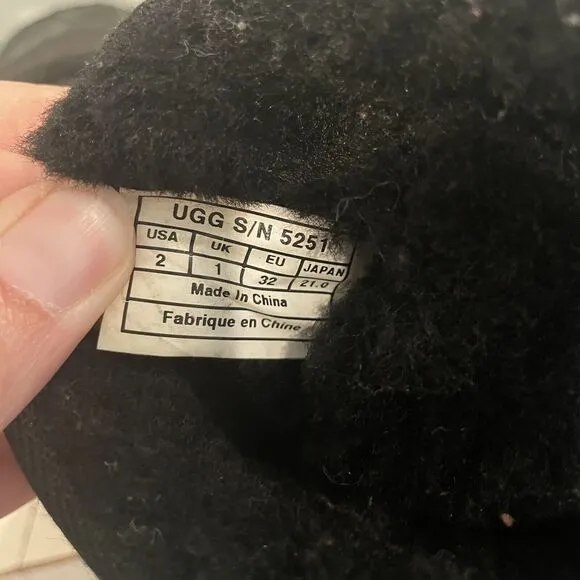 UGG S/N 5251
USA UK EU JAPAN
2 1 32 21.0
Made In China
Fabrique en Chine